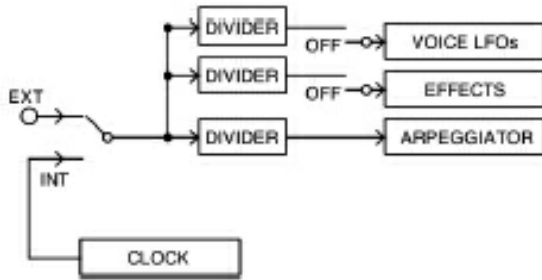 DIVIDER
OFF
VOICE LFOs
DIVIDER
OFF
EFFECTS
EXT
DIVIDER
ARPEGGIATOR
INT
CLOCK